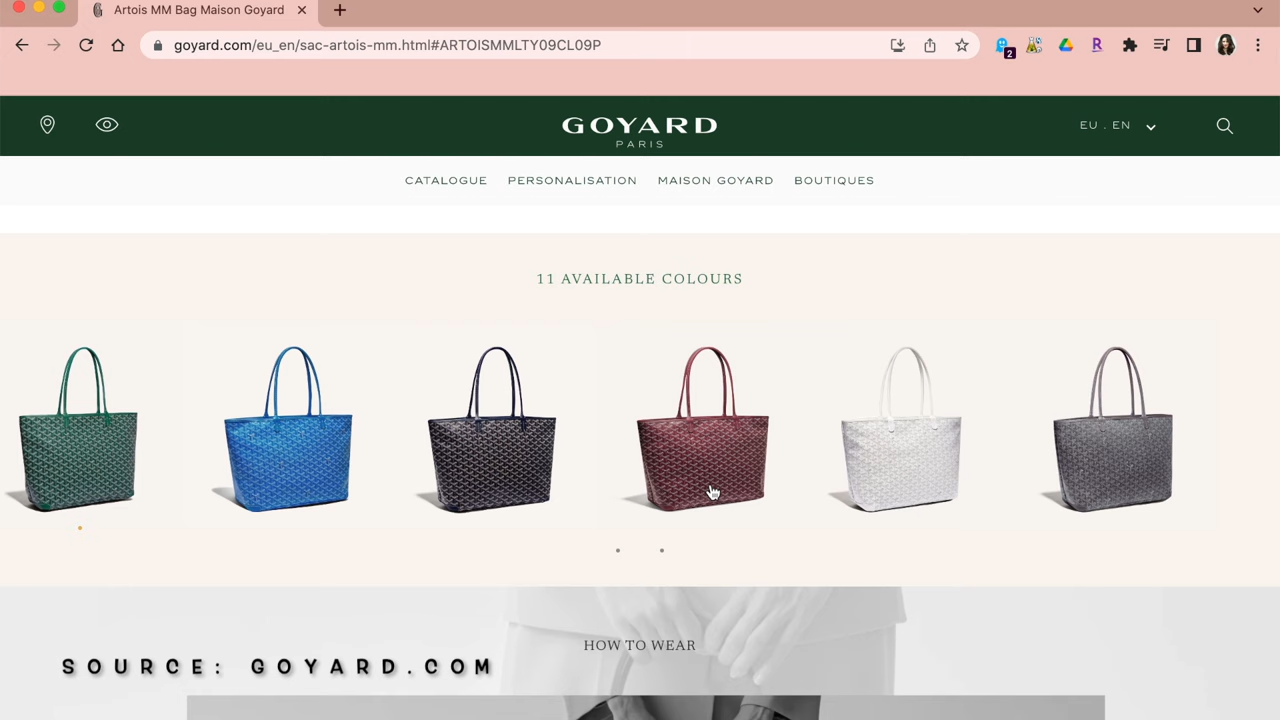 Artois MM Bag Maison Goyard
goyard.com/eu_en/sac-artois-mm.html#ARTOISMMLTY09CL09P
2
R
GOYARD
PARIS
EU . EN
CATALOGUE PERSONALISATION MAISON GOYARD BOUTIQUES
11 AVAILABLE COLOURS
HOW TO WEAR
SOURCE: GOYARD.COM